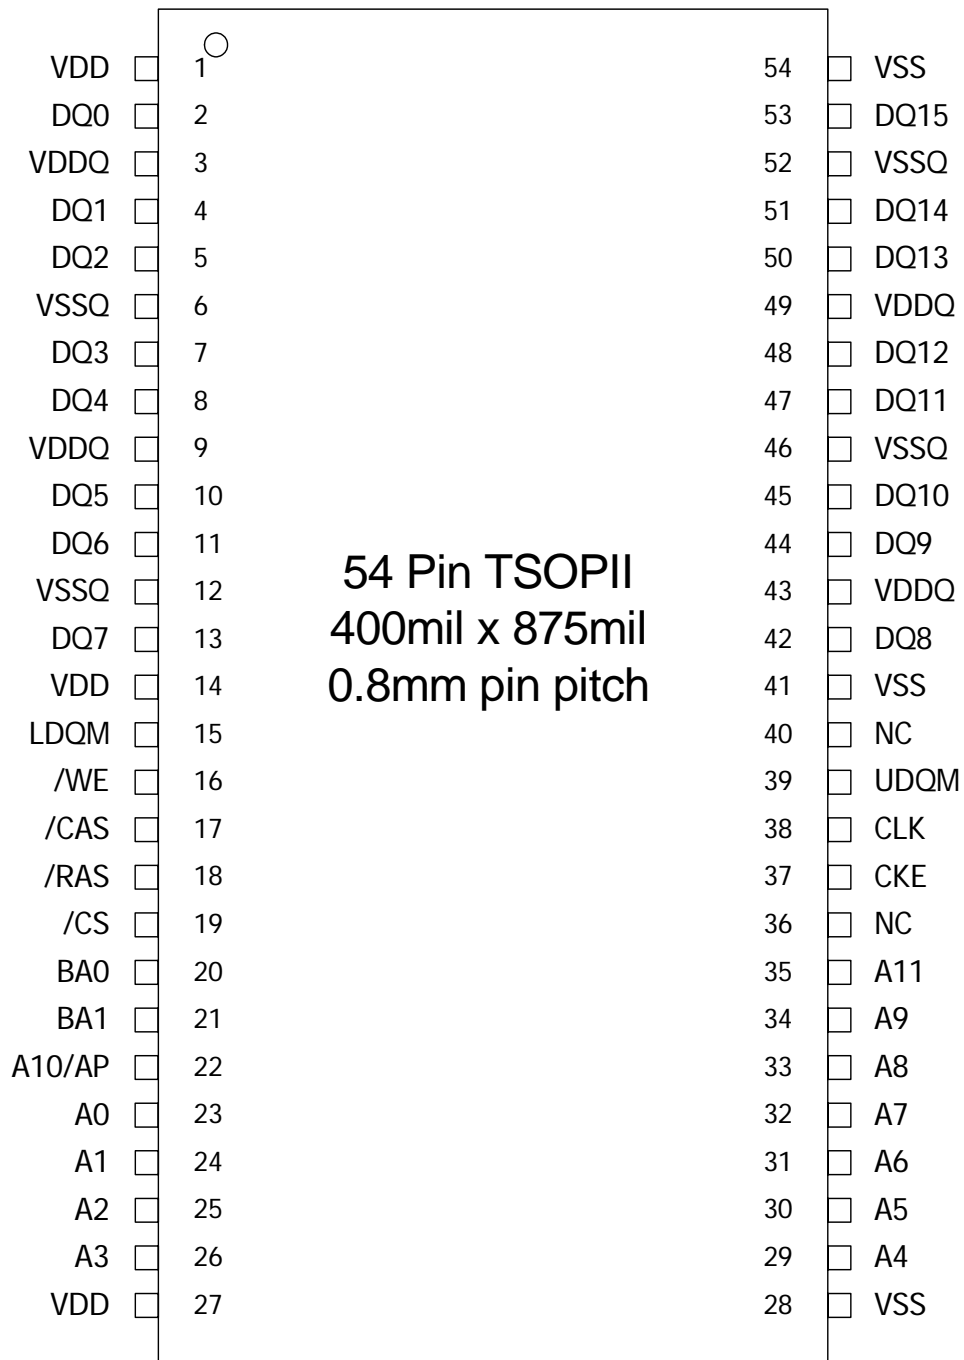 VDD 1 54 VSS
DQ0 2 53 DQ15
VDDQ 3 52 VSSQ
DQ1 4 51 DQ14
DQ2 5 50 DQ13
VSSQ 6 49 VDDQ
DQ3 7 48 DQ12
DQ4 8 47 DQ11
VDDQ 9 46 VSSQ
DQ5 10 45 DQ10
DQ6 11 44 DQ9
54 Pin TSOPII
VSSQ 12 43 VDDQ
400mil x 875mil
DQ7 13 42 DQ8
0.8mm pin pitch
VDD 14 41 VSS
LDQM 15 40 NC
/WE 16 39 UDQM
/CAS 17 38 CLK
/RAS 18 37 CKE
/CS 19 36 NC
BA0 20 35 A11
BA1 21 34 A9
A10/AP 22 33 A8
A0 23 32 A7
A1 24 31 A6
A2 25 30 A5
A3 26 29 A4
VDD 27 28 VSS